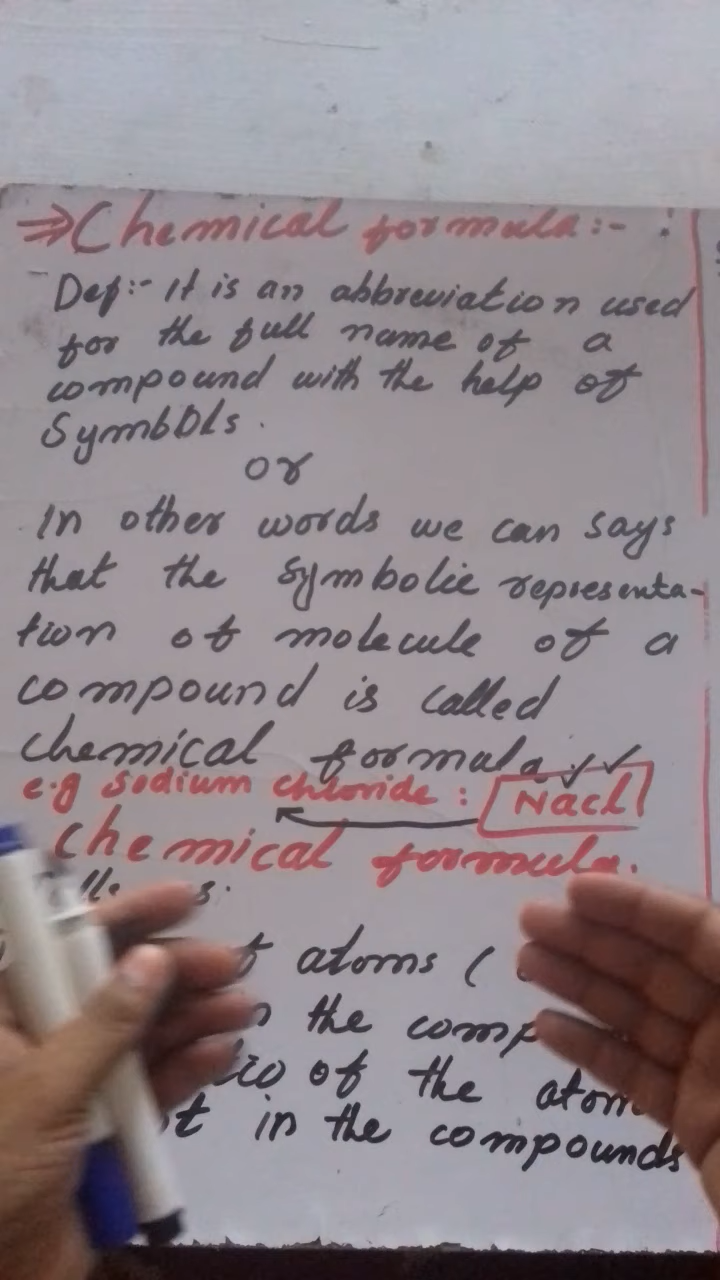 ⇒ Chemical formula:-
Def:- It is an abbreviation used
for the full name of a
compound with the help of
Symbols.
or
In other words we can says
that the symbolic representa-
tion of molecule of a
compound is called
chemical formula. ✓✓
e.g sodium chloride : NaCl
Chemical formula.
of atoms (
the comp
of the atom
in the compounds